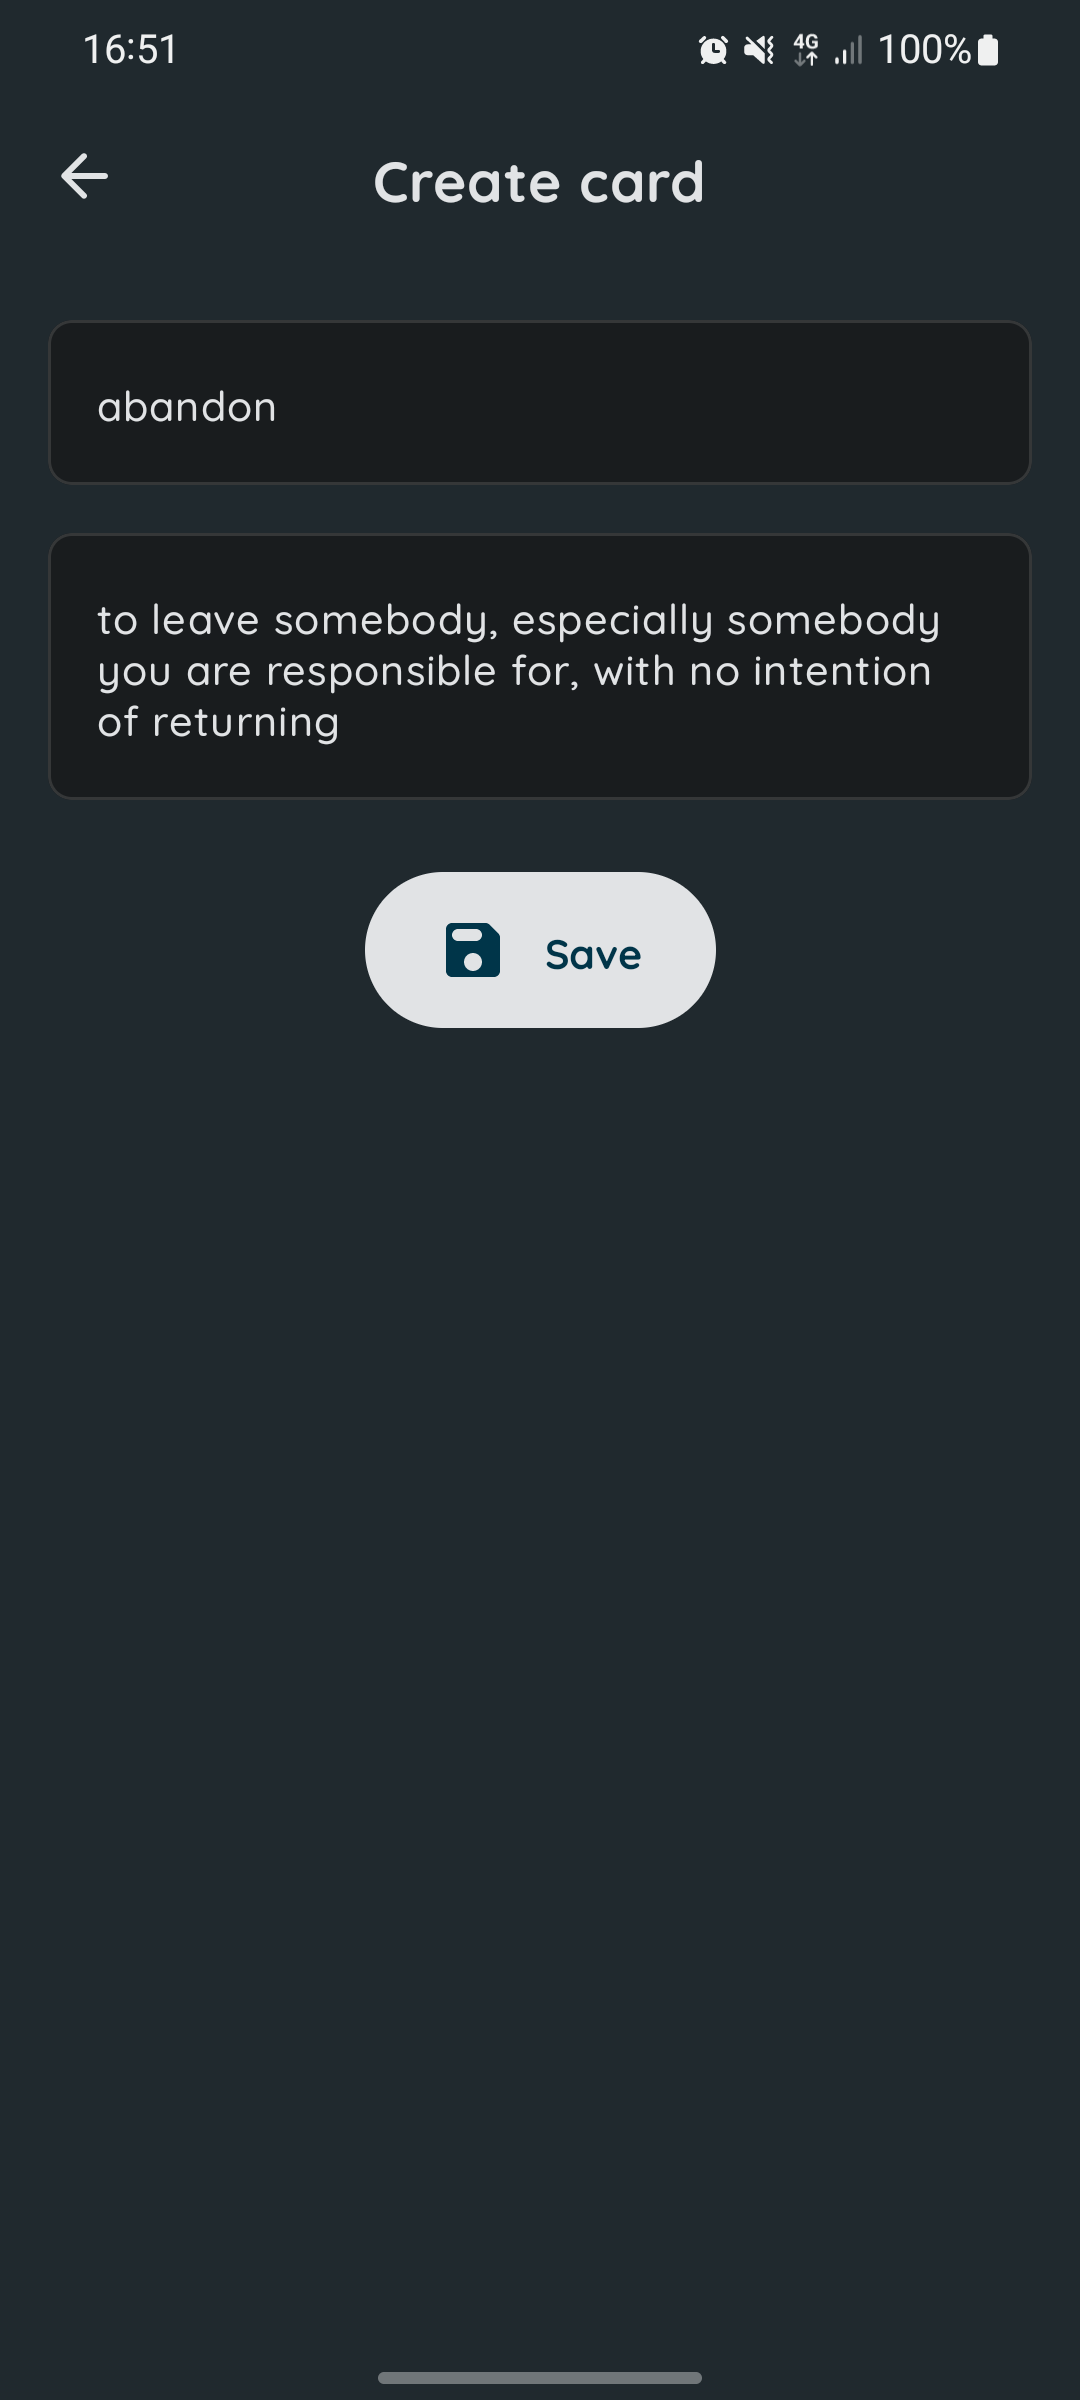 16:51
4G
100%
Create card
abandon
to leave somebody, especially somebody
you are responsible for, with no intention
of returning
Save